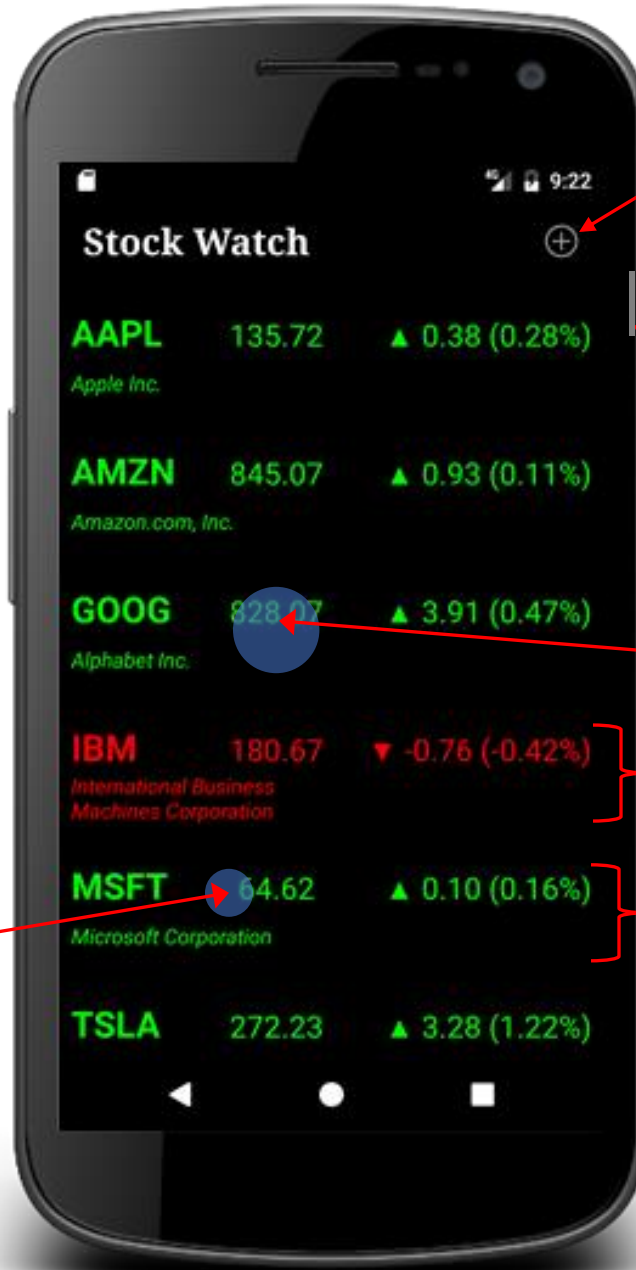 4G 9:22
Stock Watch
AAPL 135.72 ▲ 0.38 (0.28%)
Apple Inc.
AMZN 845.07 ▲ 0.93 (0.11%)
Amazon.com, Inc.
GOOG 828.07 ▲ 3.91 (0.47%)
Alphabet Inc.
IBM 180.67 ▼ -0.76 (-0.42%)
International Business
Machines Corporation
MSFT 64.62 ▲ 0.10 (0.16%)
Microsoft Corporation
TSLA 272.23 ▲ 3.28 (1.22%)